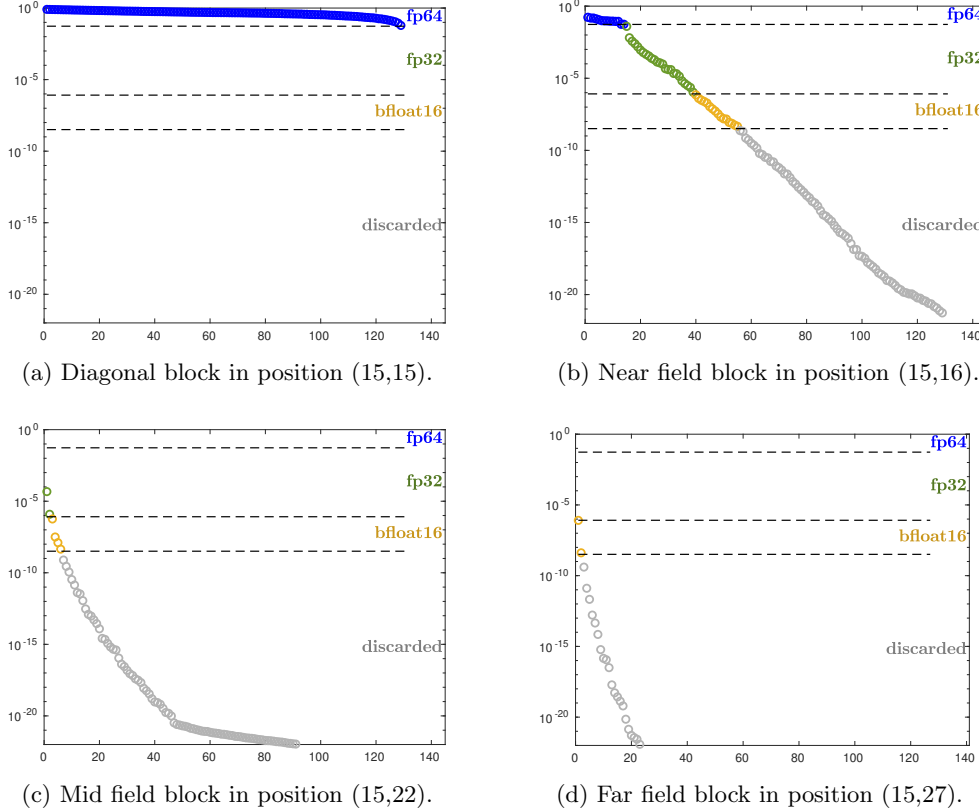 10^0
fp64
fp32
10^-5
bfloat16
10^-10
10^-15
discarded
10^-20
0 20 40 60 80 100 120 140
(a) Diagonal block in position (15,15).
10^0
fp64
fp32
10^-5
bfloat16
10^-10
10^-15
discarded
10^-20
0 20 40 60 80 100 120 140
(b) Near field block in position (15,16).
10^0
fp64
fp32
10^-5
bfloat16
10^-10
10^-15
discarded
10^-20
0 20 40 60 80 100 120 140
(c) Mid field block in position (15,22).
10^0
fp64
fp32
10^-5
bfloat16
10^-10
10^-15
discarded
10^-20
0 20 40 60 80 100 120 140
(d) Far field block in position (15,27).